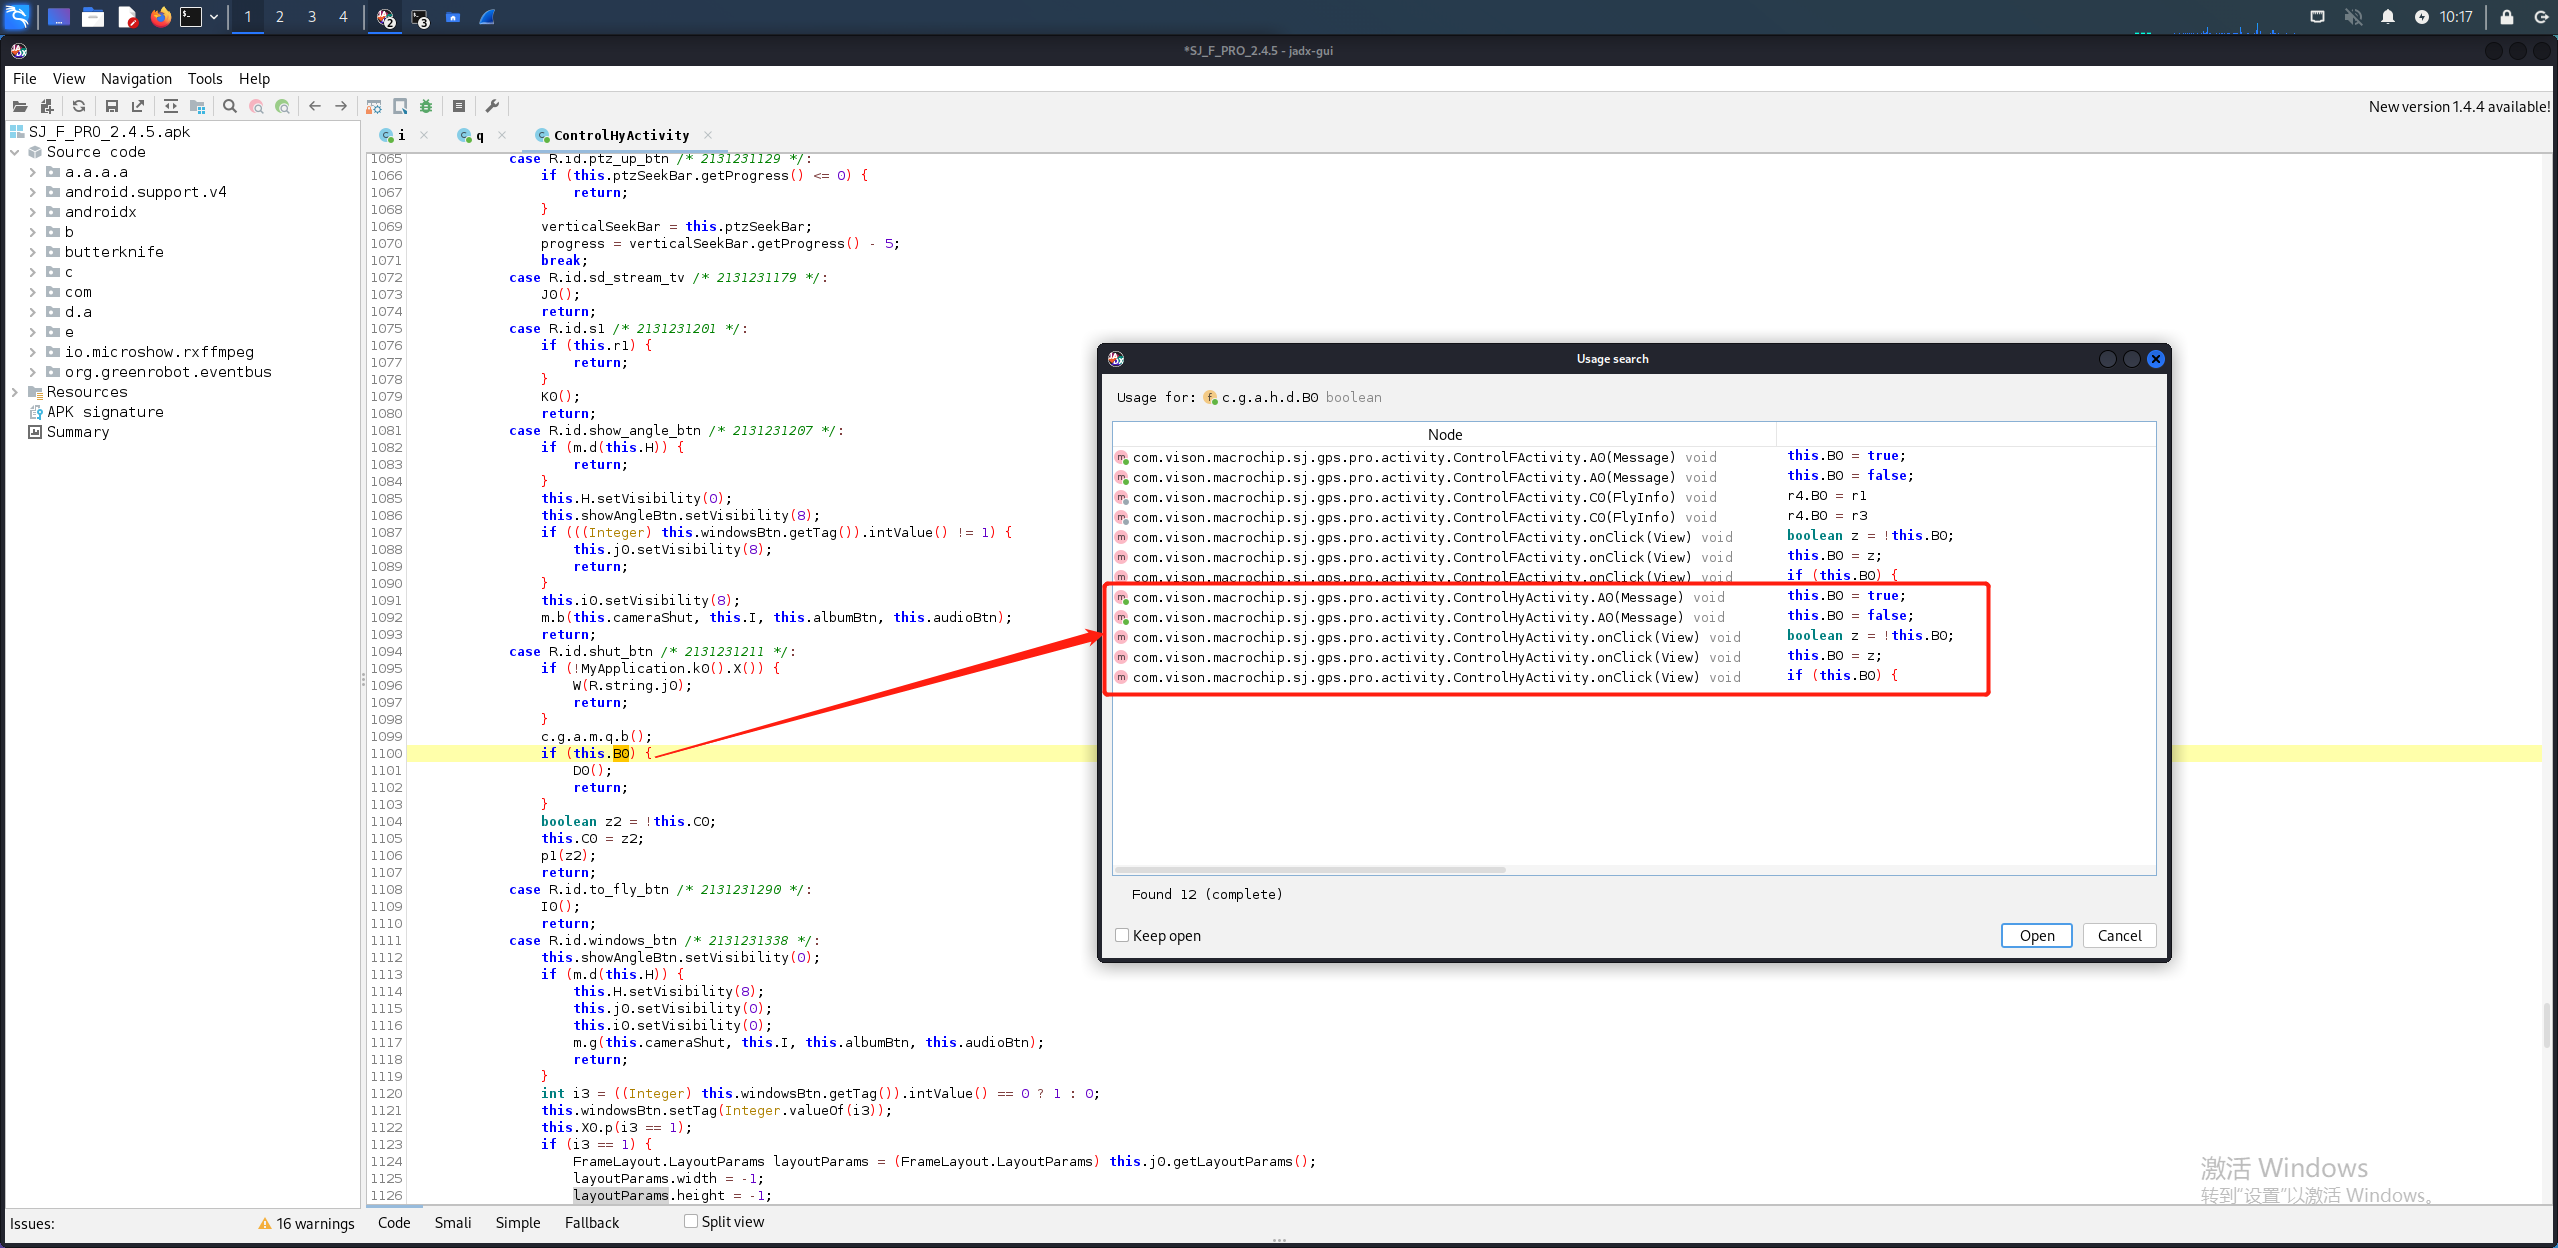 1 2 3 4 2 3 10:17
*SJ_F_PRO_2.4.5 - jadx-gui
File View Navigation Tools Help
New version 1.4.4 available!
SJ_F_PRO_2.4.5.apk
Source code
a.a.a.a
android.support.v4
androidx
b
butterknife
c
com
d.a
e
io.microshow.rxffmpeg
org.greenrobot.eventbus
Resources
APK signature
Summary
i q ControlHyActivity
1065 case R.id.ptz_up_btn /* 2131231129 */:
1066 if (this.ptzSeekBar.getProgress() <= 0) {
1067 return;
1068 }
1069 verticalSeekBar = this.ptzSeekBar;
1070 progress = verticalSeekBar.getProgress() - 5;
1071 break;
1072 case R.id.sd_stream_tv /* 2131231179 */:
1073 J0();
1074 return;
1075 case R.id.s1 /* 2131231201 */:
1076 if (this.r1) {
1077 return;
1078 }
1079 K0();
1080 return;
1081 case R.id.show_angle_btn /* 2131231207 */:
1082 if (m.d(this.H)) {
1083 return;
1084 }
1085 this.H.setVisibility(0);
1086 this.showAngleBtn.setVisibility(8);
1087 if (((Integer) this.windowsBtn.getTag()).intValue() != 1) {
1088 this.j0.setVisibility(8);
1089 return;
1090 }
1091 this.i0.setVisibility(8);
1092 m.b(this.cameraShut, this.I, this.albumBtn, this.audioBtn);
1093 return;
1094 case R.id.shut_btn /* 2131231211 */:
1095 if (!MyApplication.k0().X()) {
1096 W(R.string.j0);
1097 return;
1098 }
1099 c.g.a.m.q.b();
1100 if (this.B0) {
1101 D0();
1102 return;
1103 }
1104 boolean z2 = !this.C0;
1105 this.C0 = z2;
1106 p1(z2);
1107 return;
1108 case R.id.to_fly_btn /* 2131231290 */:
1109 I0();
1110 return;
1111 case R.id.windows_btn /* 2131231338 */:
1112 this.showAngleBtn.setVisibility(0);
1113 if (m.d(this.H)) {
1114 this.H.setVisibility(8);
1115 this.j0.setVisibility(0);
1116 this.i0.setVisibility(0);
1117 m.g(this.cameraShut, this.I, this.albumBtn, this.audioBtn);
1118 return;
1119 }
1120 int i3 = ((Integer) this.windowsBtn.getTag()).intValue() == 0 ? 1 : 0;
1121 this.windowsBtn.setTag(Integer.valueOf(i3));
1122 this.X0.p(i3 == 1);
1123 if (i3 == 1) {
1124 FrameLayout.LayoutParams layoutParams = (FrameLayout.LayoutParams) this.j0.getLayoutParams();
1125 layoutParams.width = -1;
1126 layoutParams.height = -1;
Usage search
Usage for: c.g.a.h.d.B0 boolean
Node
com.vison.macrochip.sj.gps.pro.activity.ControlFActivity.A0(Message) void this.B0 = true;
com.vison.macrochip.sj.gps.pro.activity.ControlFActivity.A0(Message) void this.B0 = false;
com.vison.macrochip.sj.gps.pro.activity.ControlFActivity.C0(FlyInfo) void r4.B0 = r1
com.vison.macrochip.sj.gps.pro.activity.ControlFActivity.C0(FlyInfo) void r4.B0 = r3
com.vison.macrochip.sj.gps.pro.activity.ControlFActivity.onClick(View) void boolean z = !this.B0;
com.vison.macrochip.sj.gps.pro.activity.ControlFActivity.onClick(View) void this.B0 = z;
com.vison.macrochip.sj.gps.pro.activity.ControlFActivity.onClick(View) void if (this.B0) {
com.vison.macrochip.sj.gps.pro.activity.ControlHyActivity.A0(Message) void this.B0 = true;
com.vison.macrochip.sj.gps.pro.activity.ControlHyActivity.A0(Message) void this.B0 = false;
com.vison.macrochip.sj.gps.pro.activity.ControlHyActivity.onClick(View) void boolean z = !this.B0;
com.vison.macrochip.sj.gps.pro.activity.ControlHyActivity.onClick(View) void this.B0 = z;
com.vison.macrochip.sj.gps.pro.activity.ControlHyActivity.onClick(View) void if (this.B0) {
Found 12 (complete)
Keep open
Open Cancel
激活 Windows
转到"设置"以激活 Windows。
Issues: 16 warnings Code Smali Simple Fallback Split view